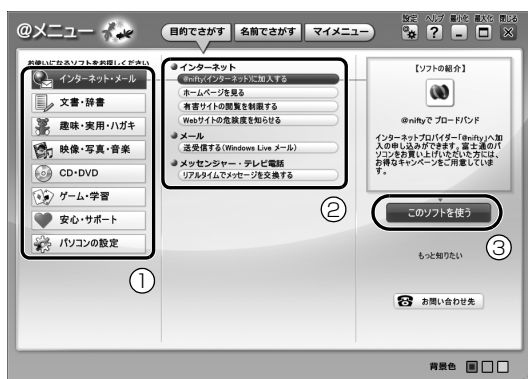 @メニュー
目的でさがす
名前でさがす
マイメニュー
設定
ヘルプ
最小化
最大化
閉じる
お使いになるソフトをお探しください
インターネット・メール
文書・辞書
趣味・実用・ハガキ
映像・写真・音楽
CD・DVD
ゲーム・学習
安心・サポート
パソコンの設定
①
インターネット
@nifty(インターネット)に加入する
ホームページを見る
有害サイトの閲覧を制限する
Webサイトの危険度を知らせる
メール
送受信する(Windows Live メール)
メッセンジャー・テレビ電話
リアルタイムでメッセージを交換する
②
【ソフトの紹介】
@niftyで ブロードバンド
インターネットプロバイダー「@nifty」へ加
入の申し込みができます。富士通のパ
ソコンをお買い上げいただいた方には、
お得なキャンペーンをご用意していま
す。
このソフトを使う
③
もっと知りたい
お問い合わせ先
背景色